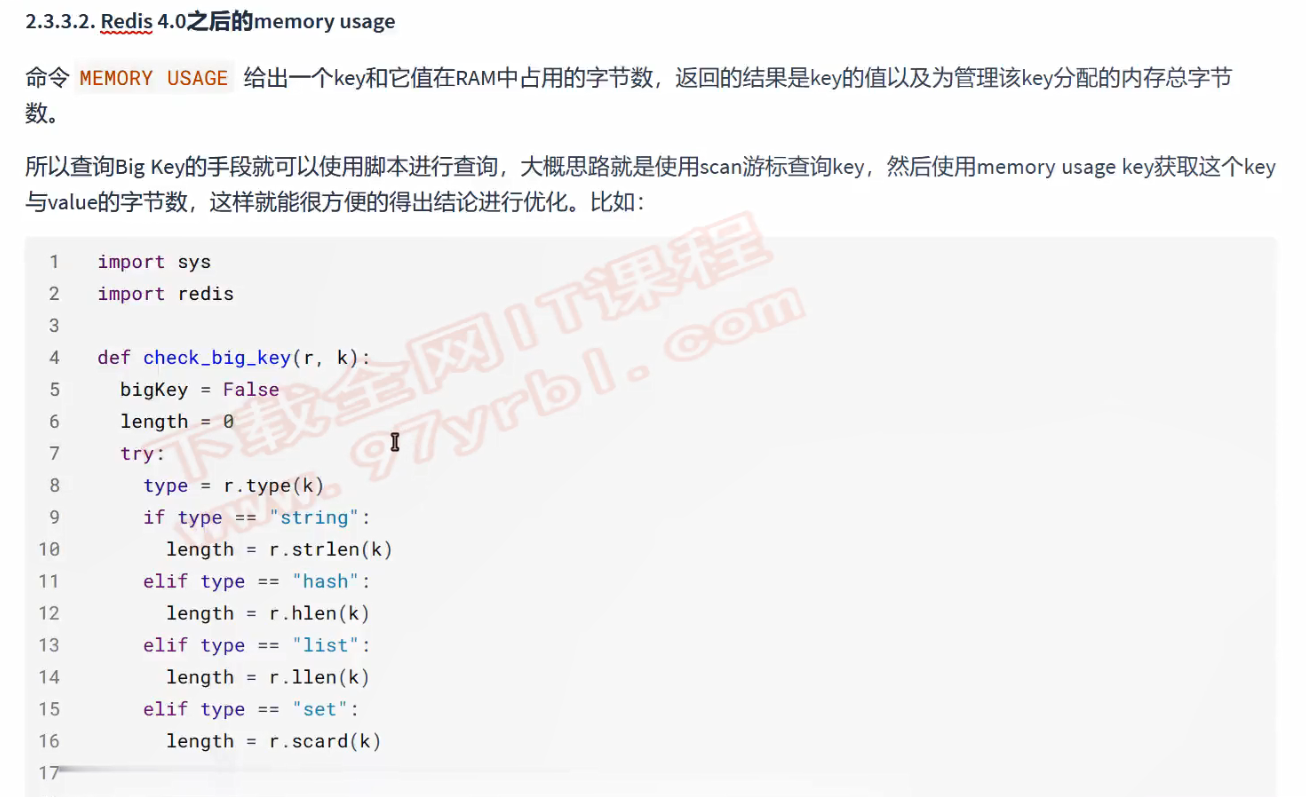 2.3.3.2. Redis 4.0之后的memory usage
命令 MEMORY USAGE 给出一个key和它值在RAM中占用的字节数，返回的结果是key的值以及为管理该key分配的内存总字节
数。
所以查询Big Key的手段就可以使用脚本进行查询，大概思路就是使用scan游标查询key，然后使用memory usage key获取这个key
与value的字节数，这样就能很方便的得出结论进行优化。比如：
1 import sys
2 import redis
3
4 def check_big_key(r, k):
5 bigKey = False
6 length = 0
7 try:
8 type = r.type(k)
9 if type == "string":
10 length = r.strlen(k)
11 elif type == "hash":
12 length = r.hlen(k)
13 elif type == "list":
14 length = r.llen(k)
15 elif type == "set":
16 length = r.scard(k)
17
下载全网IT课程
www.97yrbl.com